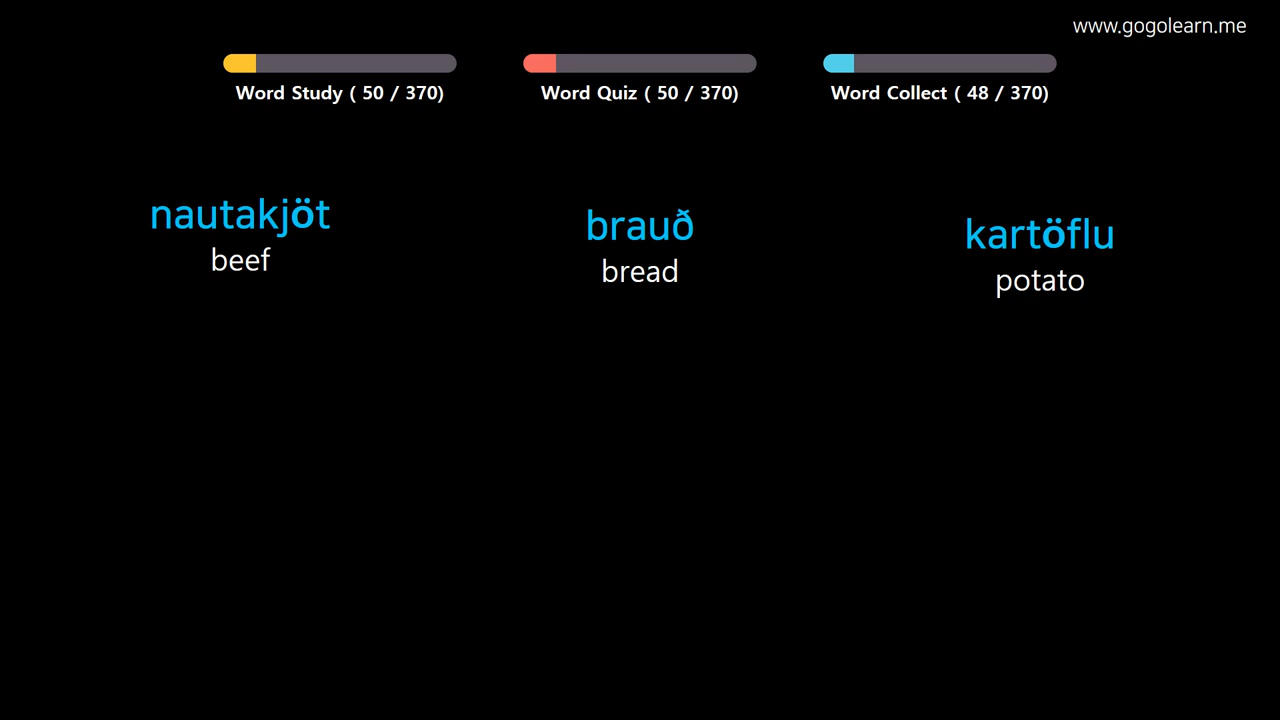 www.gogolearn.me
Word Study ( 50 / 370)
Word Quiz ( 50 / 370)
Word Collect ( 48 / 370)
nautakjöt
beef
brauð
bread
kartöflu
potato